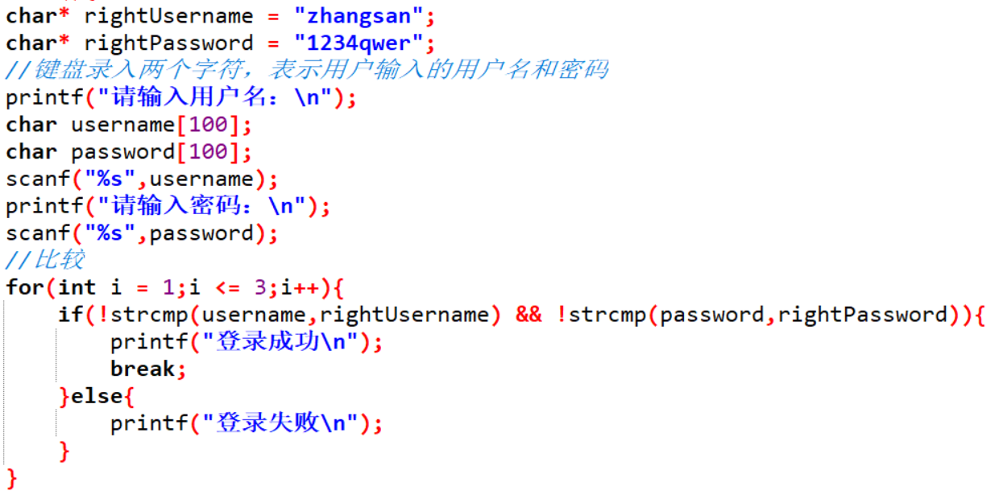 char* rightUsername = "zhangsan";
char* rightPassword = "1234qwer";
//键盘录入两个字符，表示用户输入的用户名和密码
printf("请输入用户名：\n");
char username[100];
char password[100];
scanf("%s",username);
printf("请输入密码：\n");
scanf("%s",password);
//比较
for(int i = 1;i <= 3;i++){
    if(!strcmp(username,rightUsername) && !strcmp(password,rightPassword)){
        printf("登录成功\n");
        break;
    }else{
        printf("登录失败\n");
    }
}